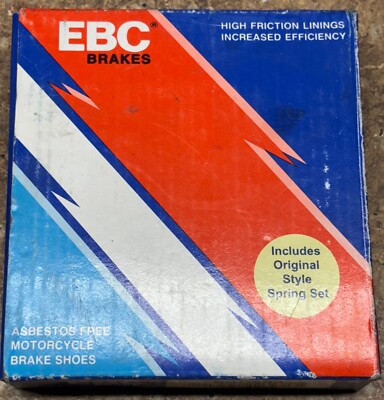 EBC®
BRAKES
HIGH FRICTION LININGS
INCREASED EFFICIENCY
Includes
Original
Style
Spring Set
ASBESTOS FREE
MOTORCYCLE
BRAKE SHOES